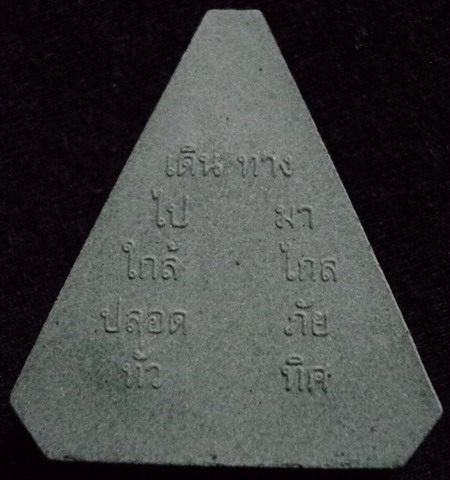 เดินทาง
ไป มา
ใกล้ ไกล
ปลอด ภัย
ทั่ว ทิศ